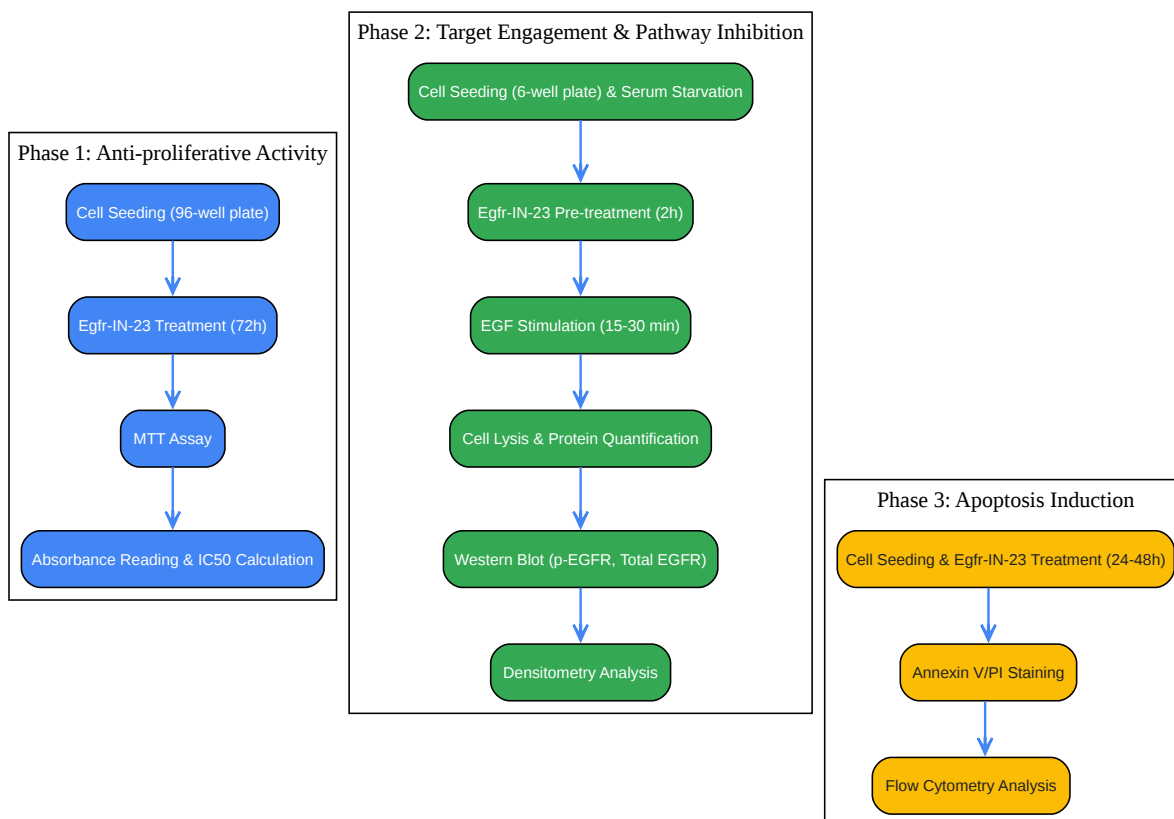 Phase 1: Anti-proliferative Activity
Cell Seeding (96-well plate)
Egfr-IN-23 Treatment (72h)
MTT Assay
Absorbance Reading & IC50 Calculation
Phase 2: Target Engagement & Pathway Inhibition
Cell Seeding (6-well plate) & Serum Starvation
Egfr-IN-23 Pre-treatment (2h)
EGF Stimulation (15-30 min)
Cell Lysis & Protein Quantification
Western Blot (p-EGFR, Total EGFR)
Densitometry Analysis
Phase 3: Apoptosis Induction
Cell Seeding & Egfr-IN-23 Treatment (24-48h)
Annexin V/PI Staining
Flow Cytometry Analysis